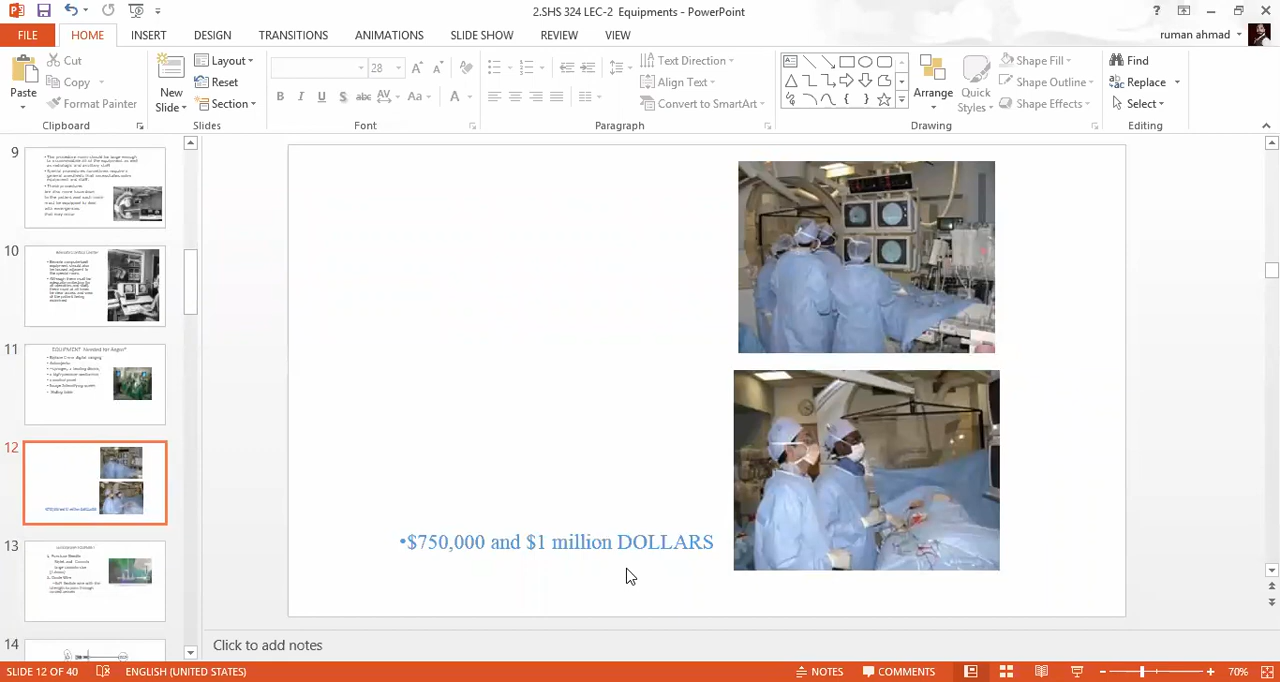 2.SHS 324 LEC-2 Equipments - PowerPoint
FILE HOME INSERT DESIGN TRANSITIONS ANIMATIONS SLIDE SHOW REVIEW VIEW ruman ahmad
Paste
Cut
Copy
Format Painter
Clipboard
New
Slide
Layout
Reset
Section
Slides
28
B I U S abc AV Aa A
Font
Text Direction
Align Text
Convert to SmartArt
Paragraph
Arrange
Quick
Styles
Shape Fill
Shape Outline
Shape Effects
Drawing
Find
Replace
Select
Editing
9
10
11
12
13
14
•$750,000 and $1 million DOLLARS
Click to add notes
SLIDE 12 OF 40 ENGLISH (UNITED STATES) NOTES COMMENTS 70%